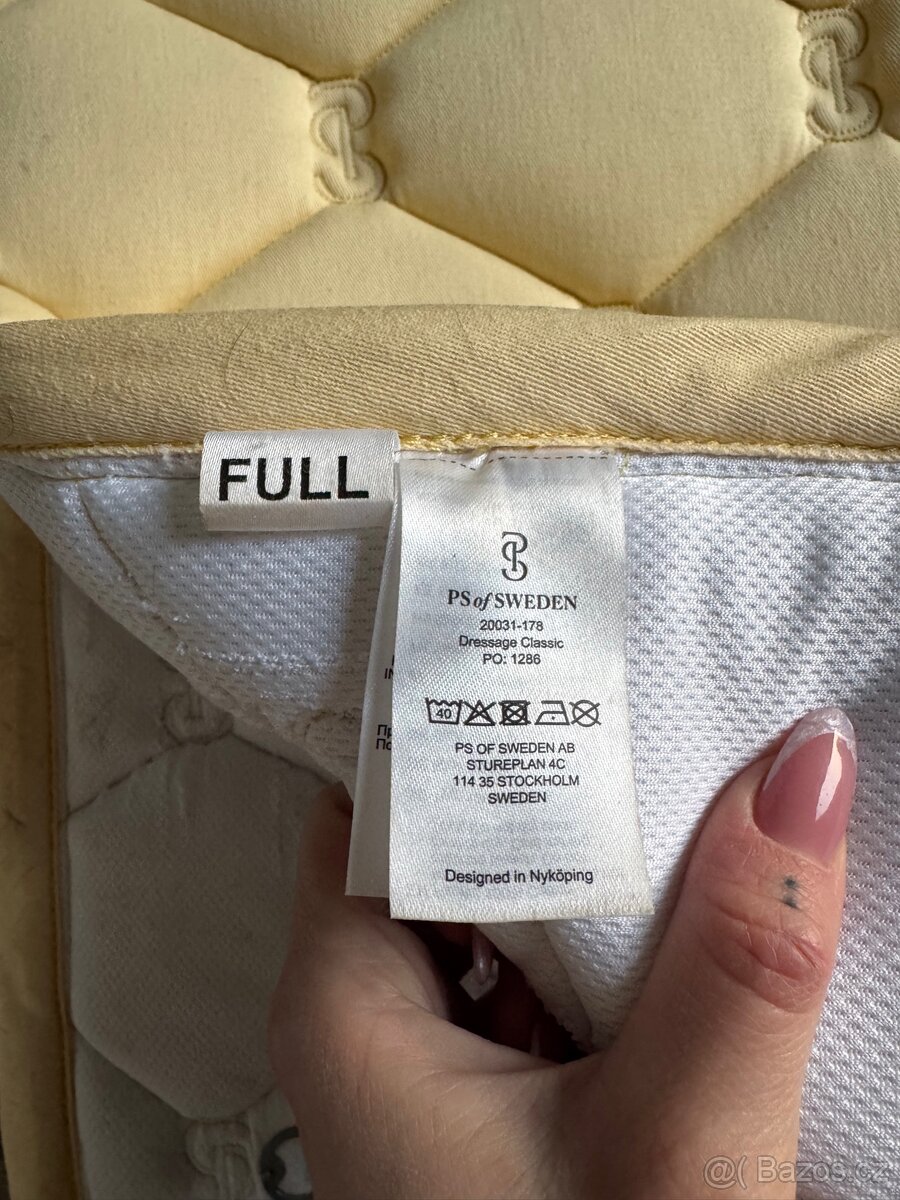 FULL
PS of SWEDEN
20031-178
Dressage Classic
PO: 1286
40
PS OF SWEDEN AB
STUREPLAN 4C
114 35 STOCKHOLM
SWEDEN
Designed in Nyköping
@( Bazos.cz